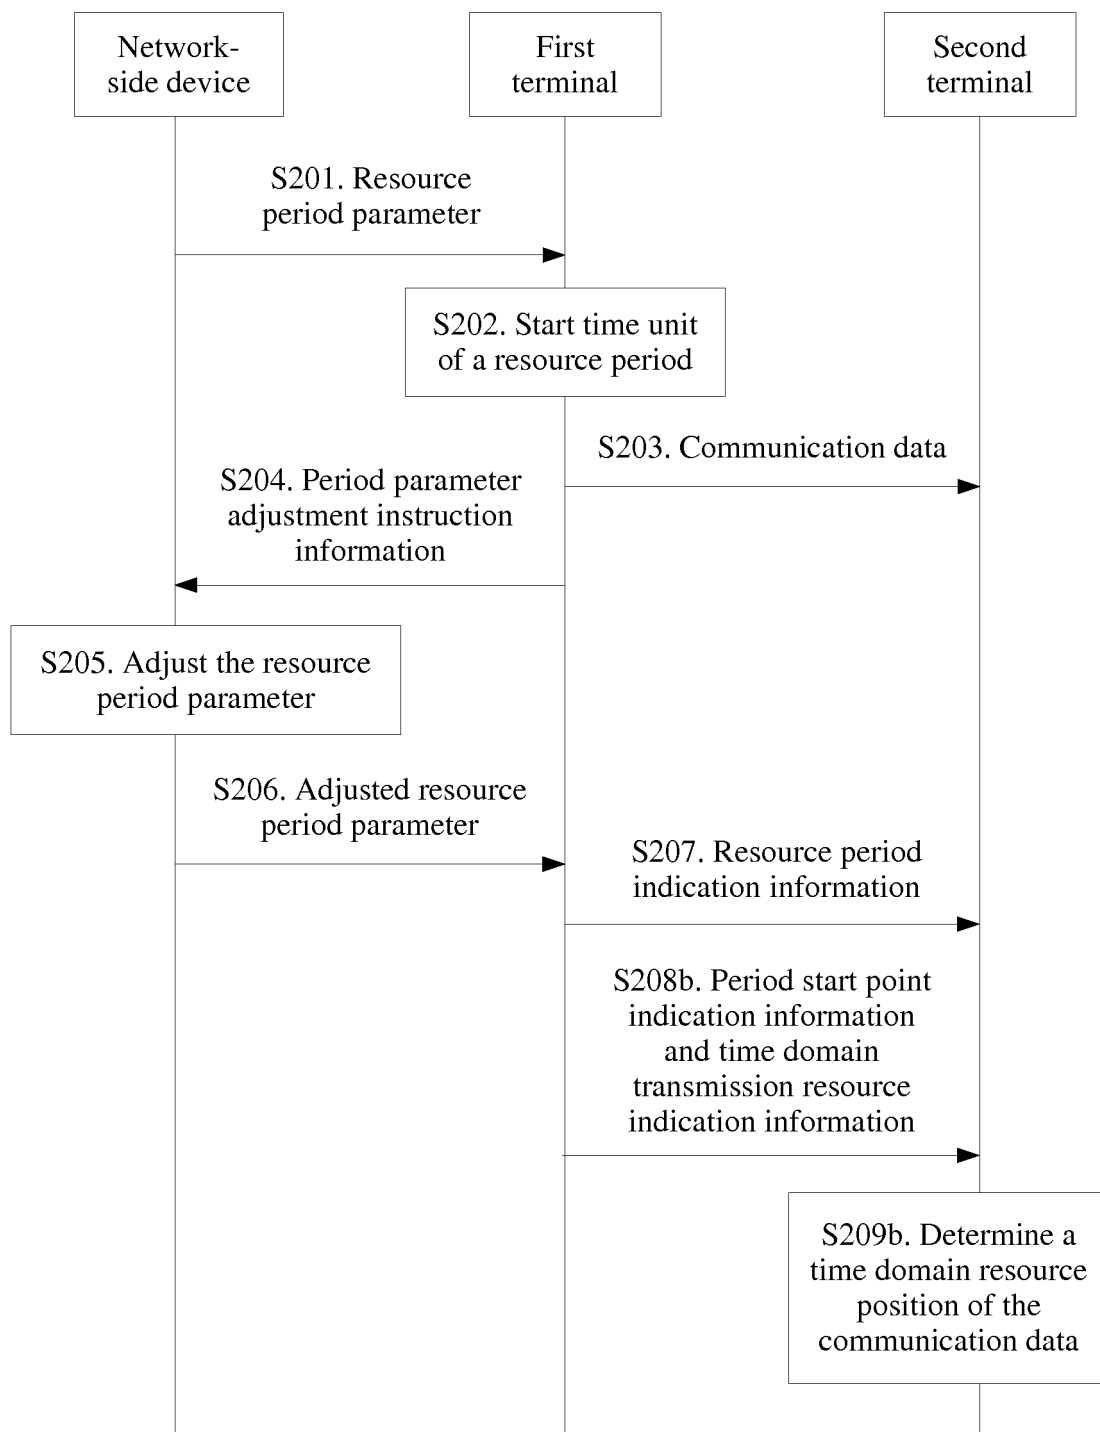 Network-
side device
First
terminal
Second
terminal
S201. Resource
period parameter
S202. Start time unit
of a resource period
S203. Communication data
S204. Period parameter
adjustment instruction
information
S205. Adjust the resource
period parameter
S206. Adjusted resource
period parameter
S207. Resource period
indication information
S208b. Period start point
indication information
and time domain
transmission resource
indication information
S209b. Determine a
time domain resource
position of the
communication data